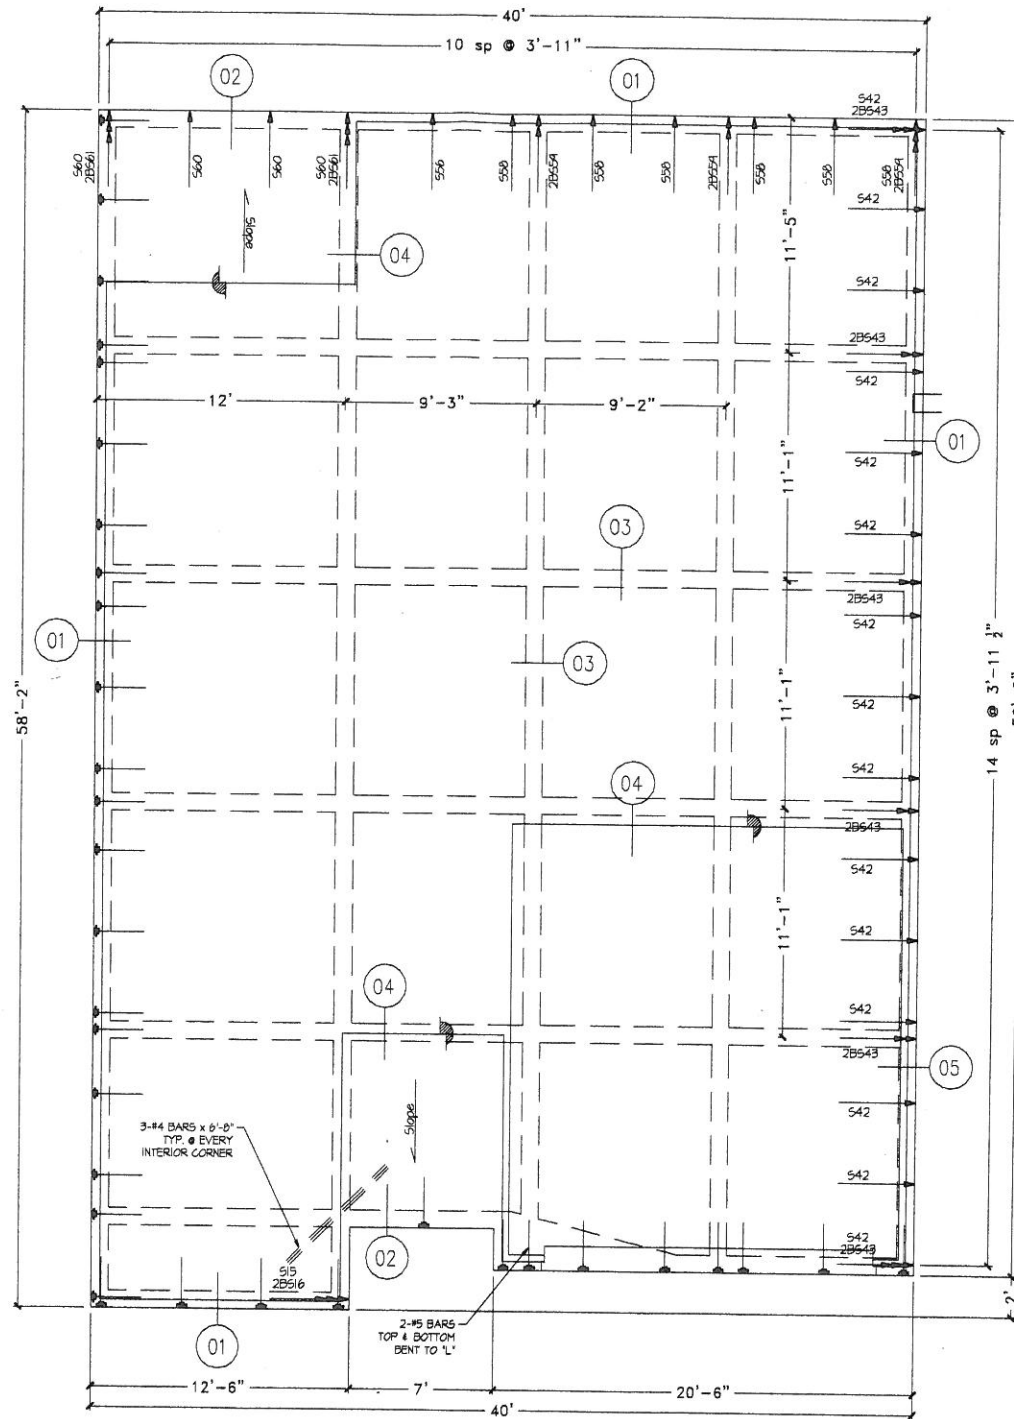 40'
10 sp @ 3'-11"
02
01
S42
2BS43
S60
2BS61
S60
S60
S60
2BS61
S58
S58
2BS59
S58
S58
2BS59
S58
S58
S58
2BS59
Slope
11'-5"
S42
04
S42
2BS43
S42
12'
9'-3"
9'-2"
01
S42
11'-1"
S42
03
2BS43
S42
01
03
58'-2"
11'-1"
S42
14 sp @ 3'-11 1/2"
S42
04
2BS43
S42
11'-1"
S42
04
S42
2BS43
05
Slope
S42
3-#4 BARS x 6'-8"
TYP. @ EVERY
INTERIOR CORNER
S42
S42
2BS43
02
S15
2BS16
2'
2-#5 BARS
TOP & BOTTOM
BENT TO "L"
01
12'-6"
7'
20'-6"
40'